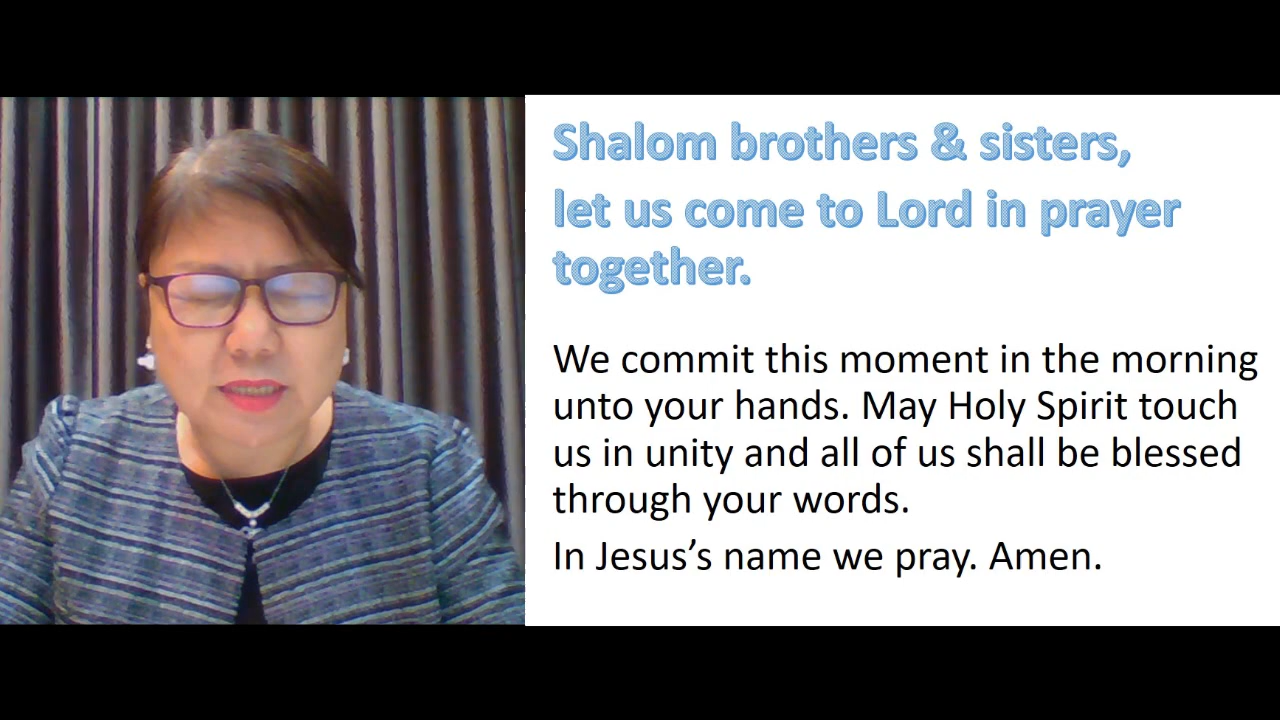 Shalom brothers & sisters,
let us come to Lord in prayer
together.
We commit this moment in the morning
unto your hands. May Holy Spirit touch
us in unity and all of us shall be blessed
through your words.
In Jesus’s name we pray. Amen.